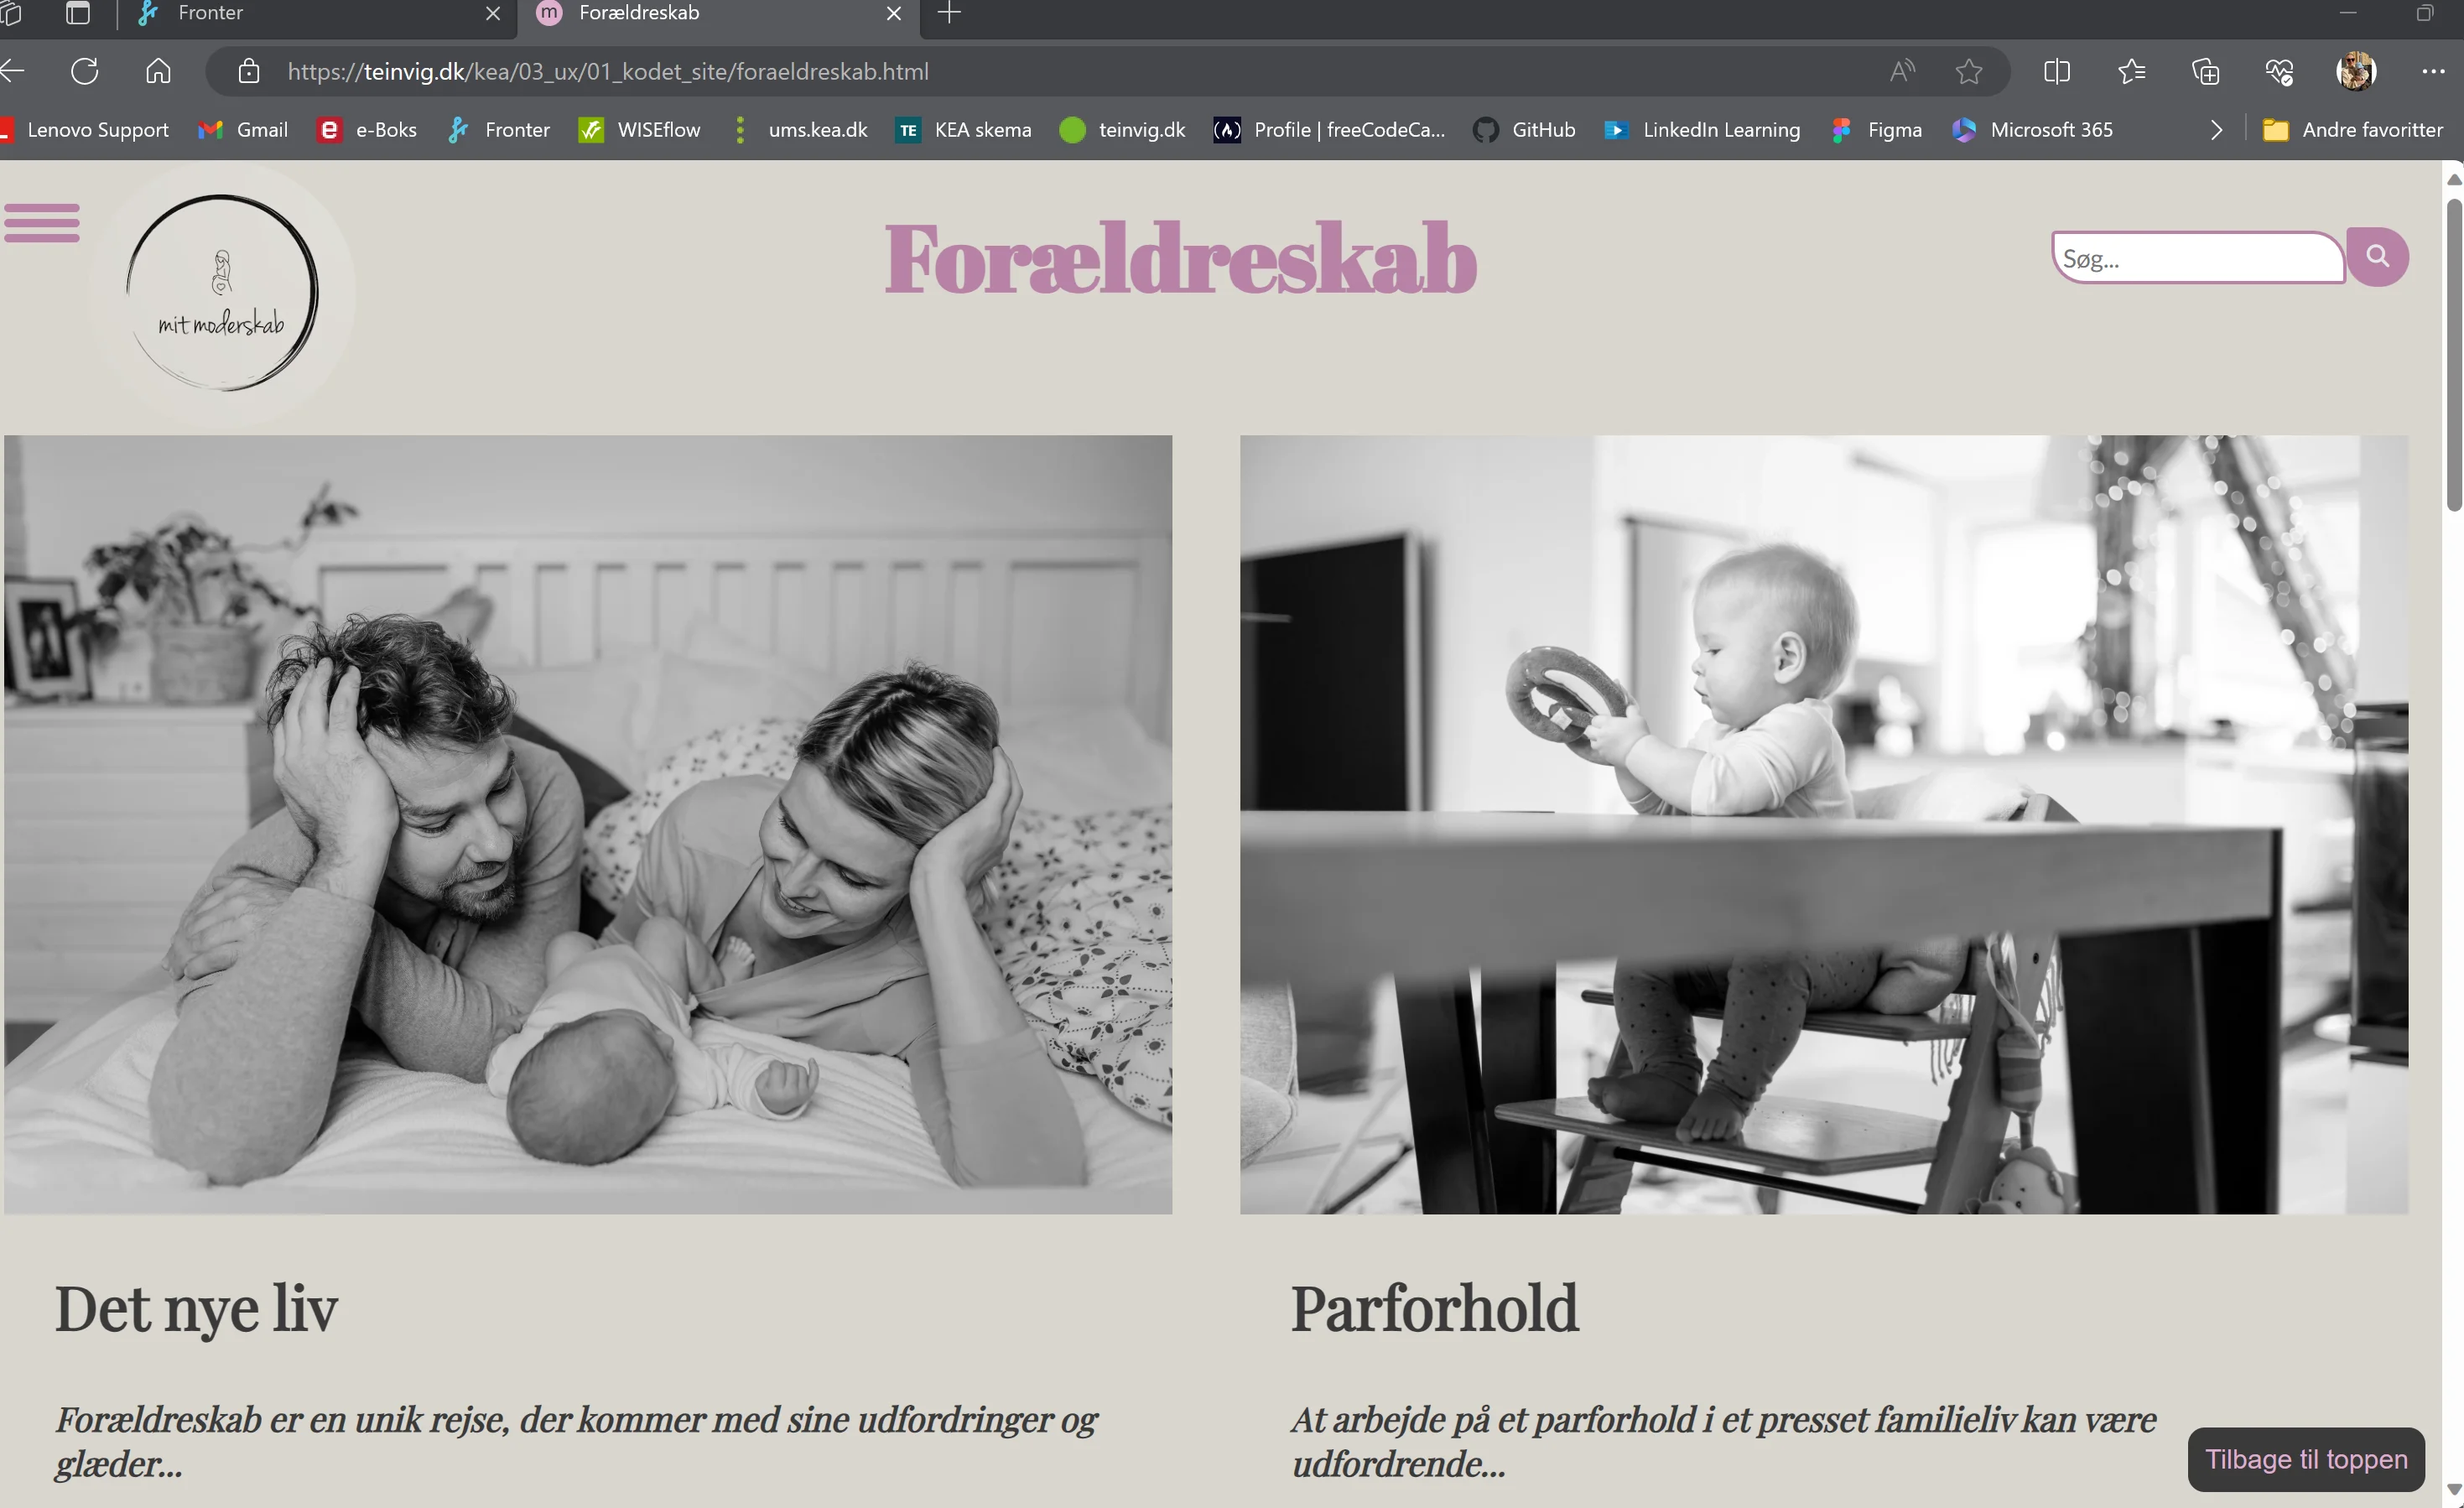 Fronter
m Forældreskab
https://teinvig.dk/kea/03_ux/01_kodet_site/foraeldreskab.html
Lenovo Support Gmail e-Boks Fronter WISEflow ums.kea.dk TE KEA skema teinvig.dk Profile | freeCodeCa... GitHub LinkedIn Learning Figma Microsoft 365 Andre favoritter
mit moderskab
Forældreskab
Søg...
Det nye liv
Forældreskab er en unik rejse, der kommer med sine udfordringer og
glæder...
Parforhold
At arbejde på et parforhold i et presset familieliv kan være
udfordrende...
Tilbage til toppen